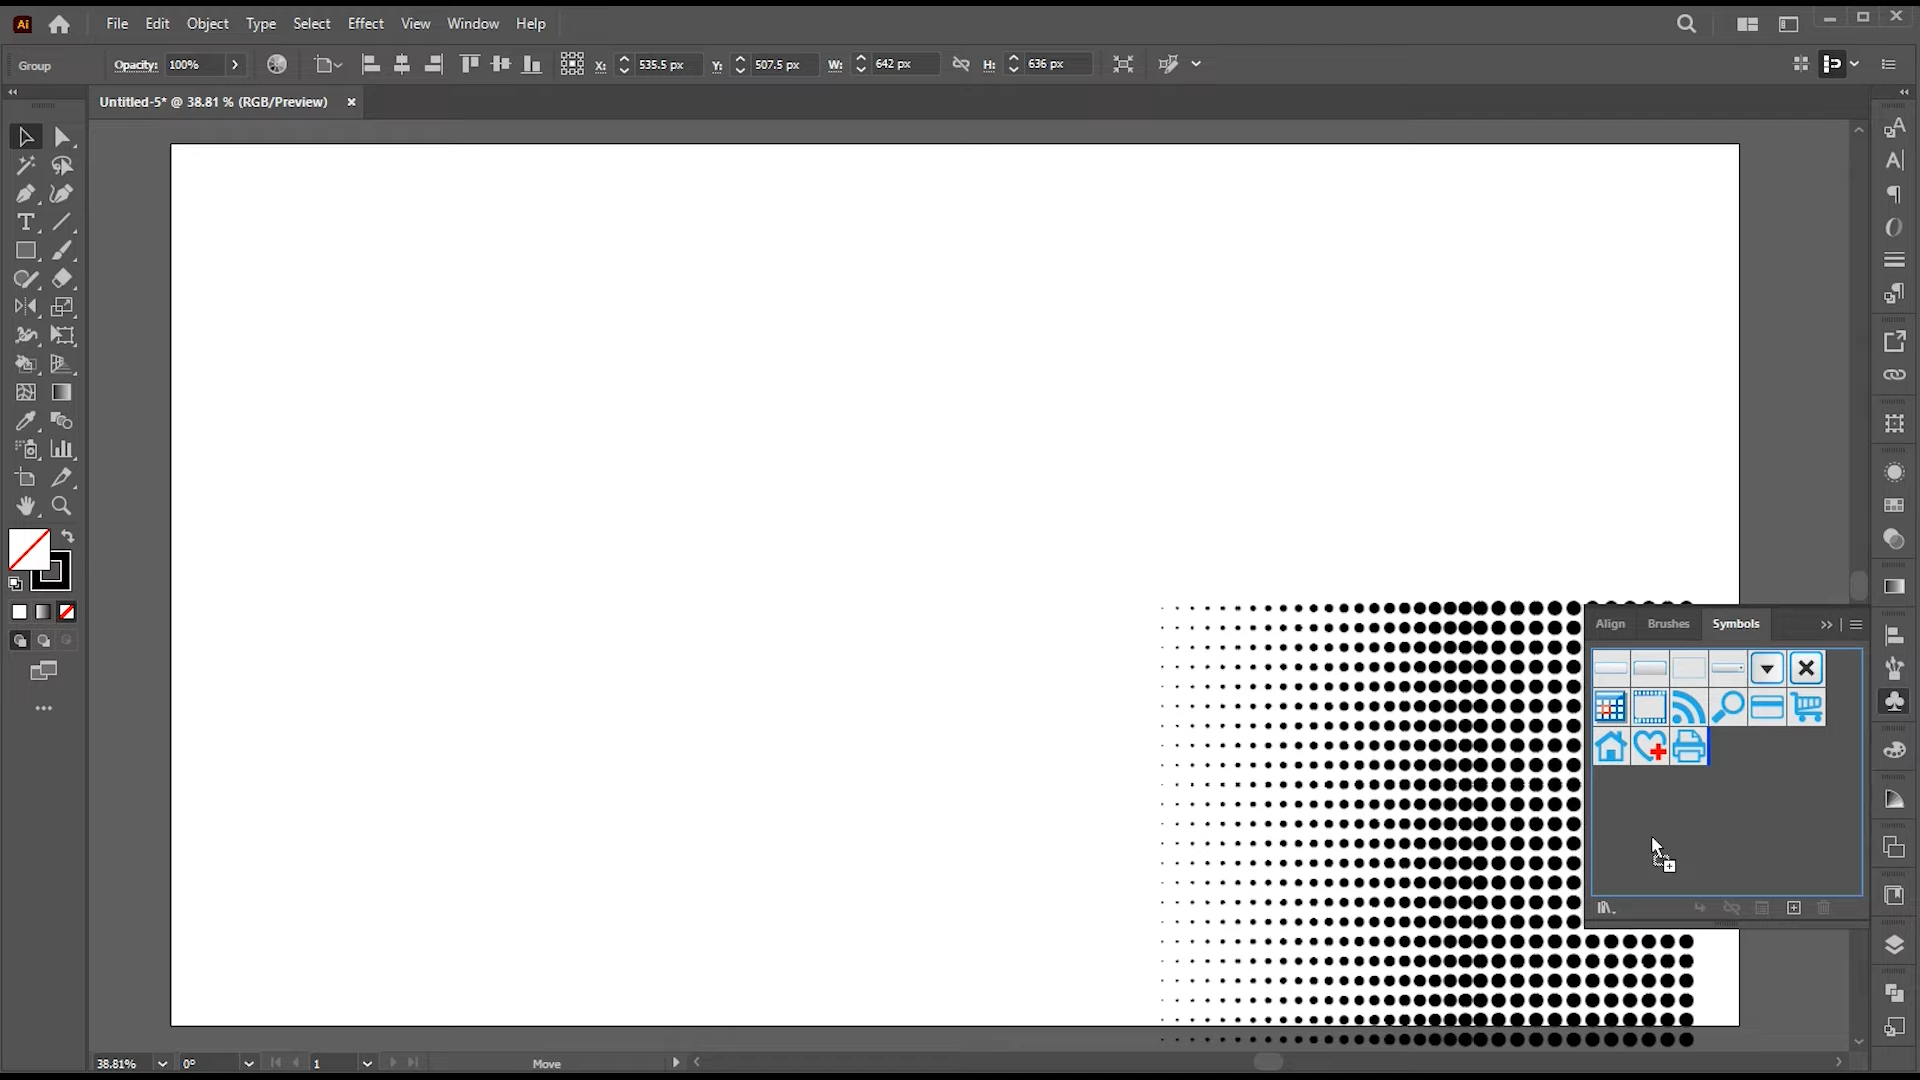 Ai File Edit Object Type Select Effect View Window Help
Group Opacity: 100% X: 535.5 px Y: 507.5 px W: 642 px H: 636 px
Untitled-5* @ 38.81 % (RGB/Preview) ×
Align Brushes Symbols
38.81% 0° 1 Move